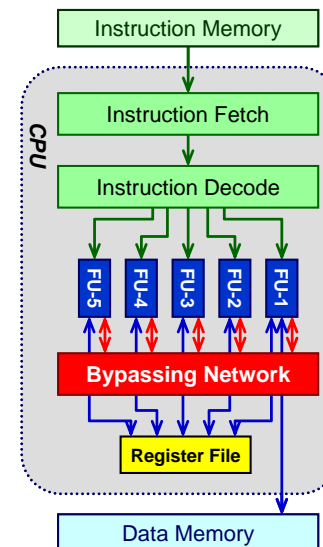 Instruction Memory
CPU
Instruction Fetch
Instruction Decode
FU-5
FU-4
FU-3
FU-2
FU-1
Bypassing Network
Register File
Data Memory